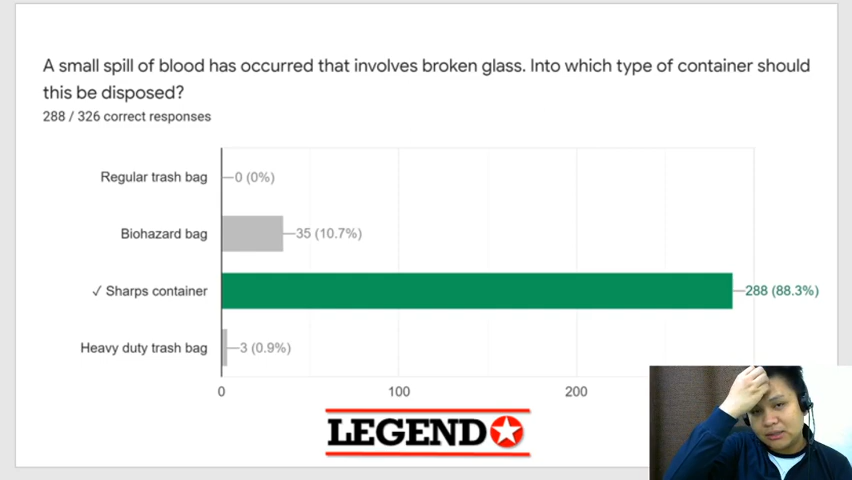 A small spill of blood has occurred that involves broken glass. Into which type of container should
this be disposed?
288 / 326 correct responses
Regular trash bag
0 (0%)
Biohazard bag
35 (10.7%)
✓ Sharps container
288 (88.3%)
Heavy duty trash bag
3 (0.9%)
0
100
200
LEGEND